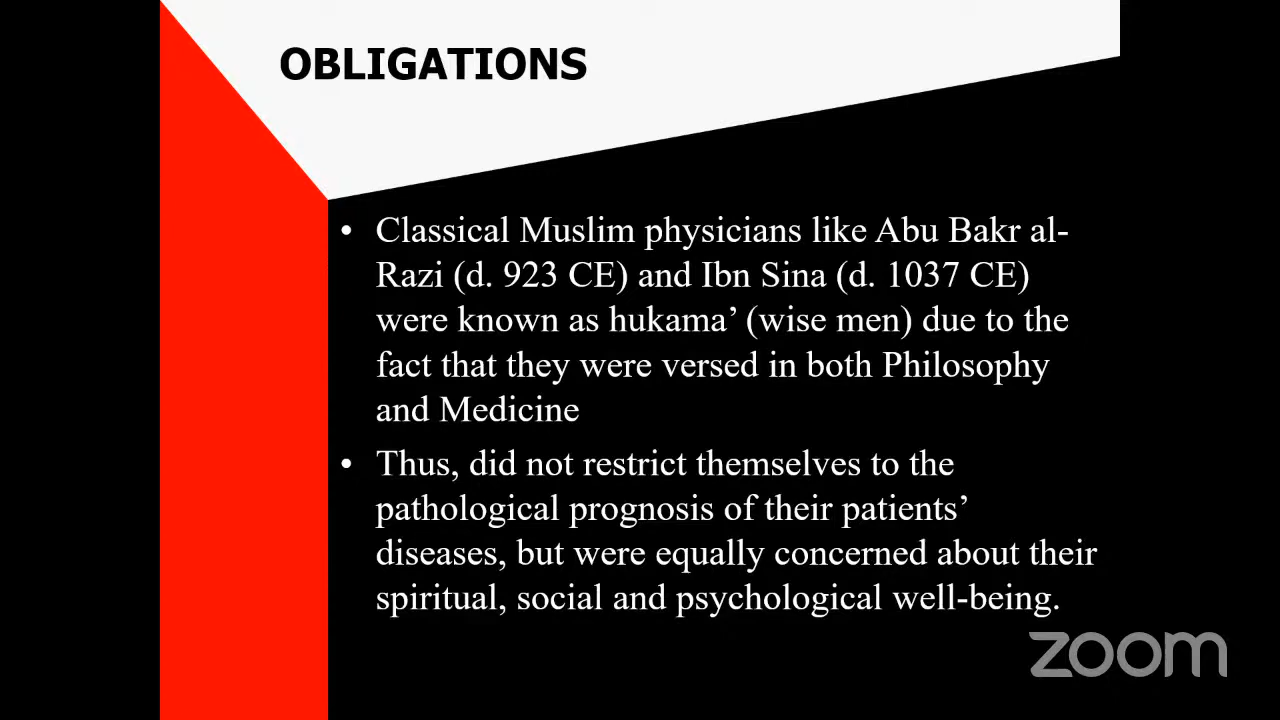 OBLIGATIONS
• Classical Muslim physicians like Abu Bakr al-
Razi (d. 923 CE) and Ibn Sina (d. 1037 CE)
were known as hukama’ (wise men) due to the
fact that they were versed in both Philosophy
and Medicine
• Thus, did not restrict themselves to the
pathological prognosis of their patients’
diseases, but were equally concerned about their
spiritual, social and psychological well-being.
zoom